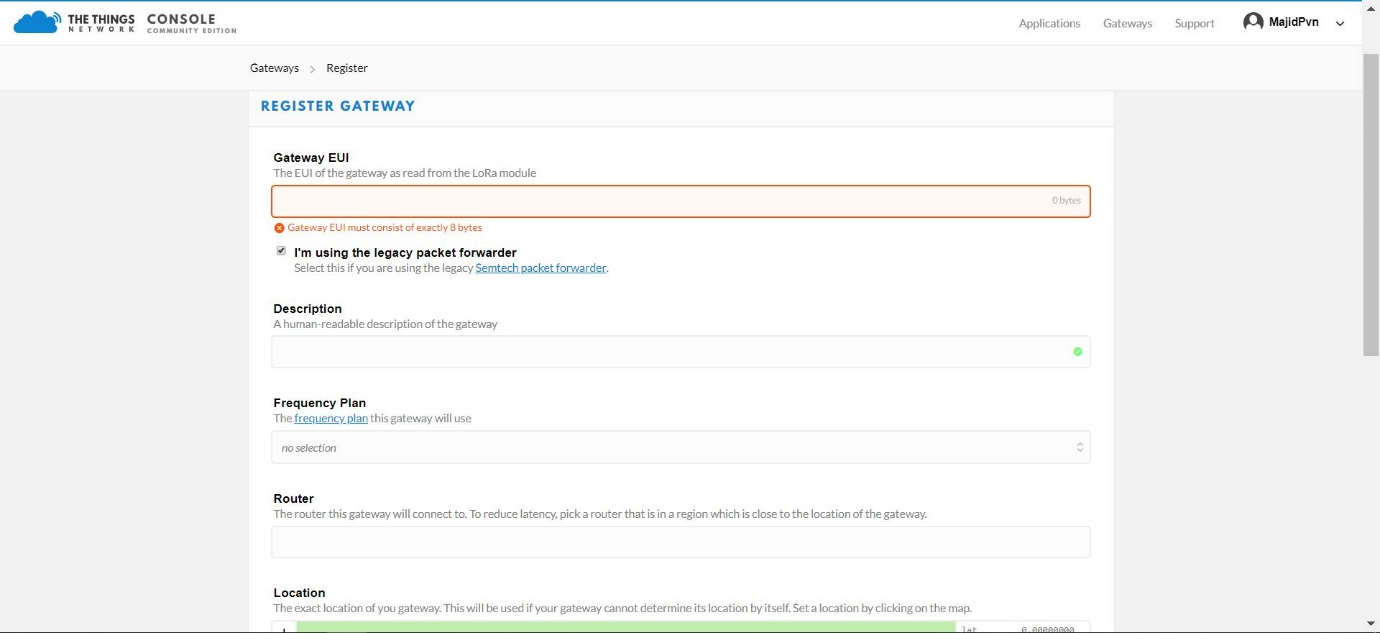 THE THINGS
NETWORK
CONSOLE
COMMUNITY EDITION
Applications
Gateways
Support
MajidPvn
Gateways
Register
REGISTER GATEWAY
Gateway EUI
The EUI of the gateway as read from the LoRa module
0 bytes
Gateway EUI must consist of exactly 8 bytes
I'm using the legacy packet forwarder
Select this if you are using the legacy Semtech packet forwarder.
Description
A human-readable description of the gateway
Frequency Plan
The frequency plan this gateway will use
no selection
Router
The router this gateway will connect to. To reduce latency, pick a router that is in a region which is close to the location of the gateway.
Location
The exact location of you gateway. This will be used if your gateway cannot determine its location by itself. Set a location by clicking on the map.
lat 0.00000000